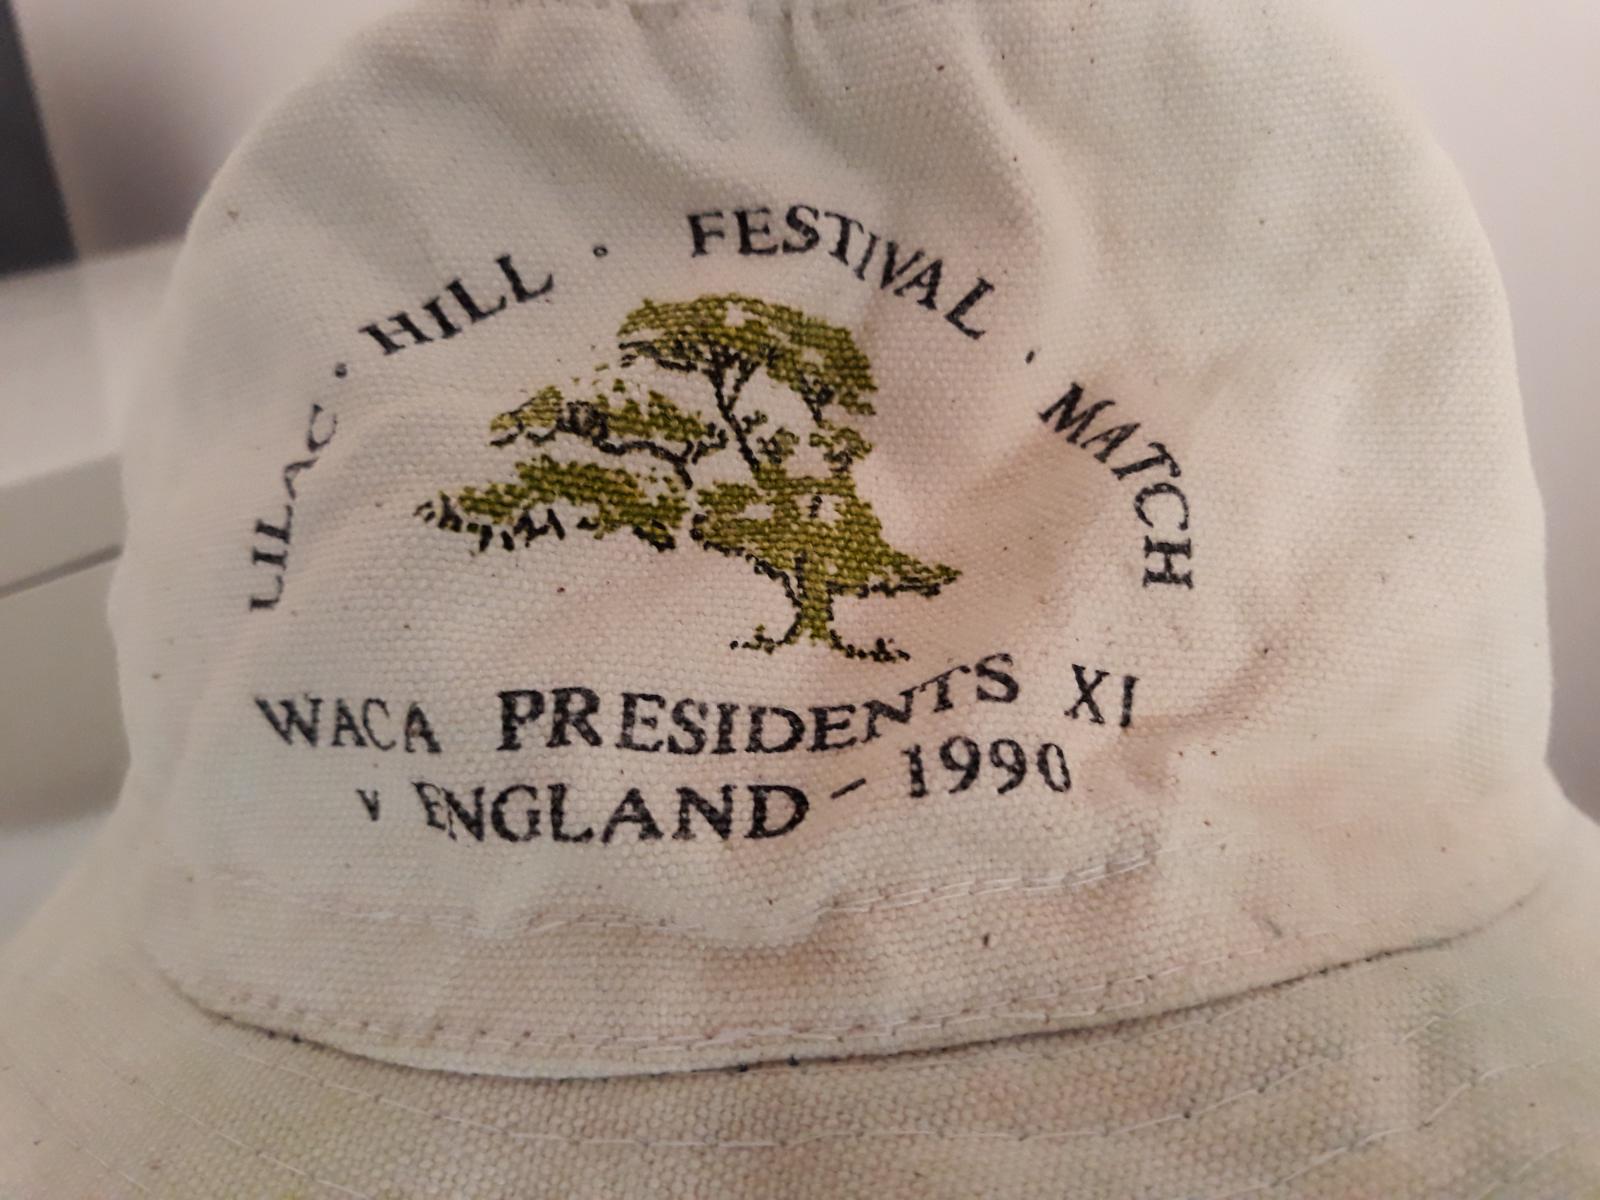 LILAC · HILL · FESTIVAL · MATCH
WACA PRESIDENTS XI
v ENGLAND - 1990